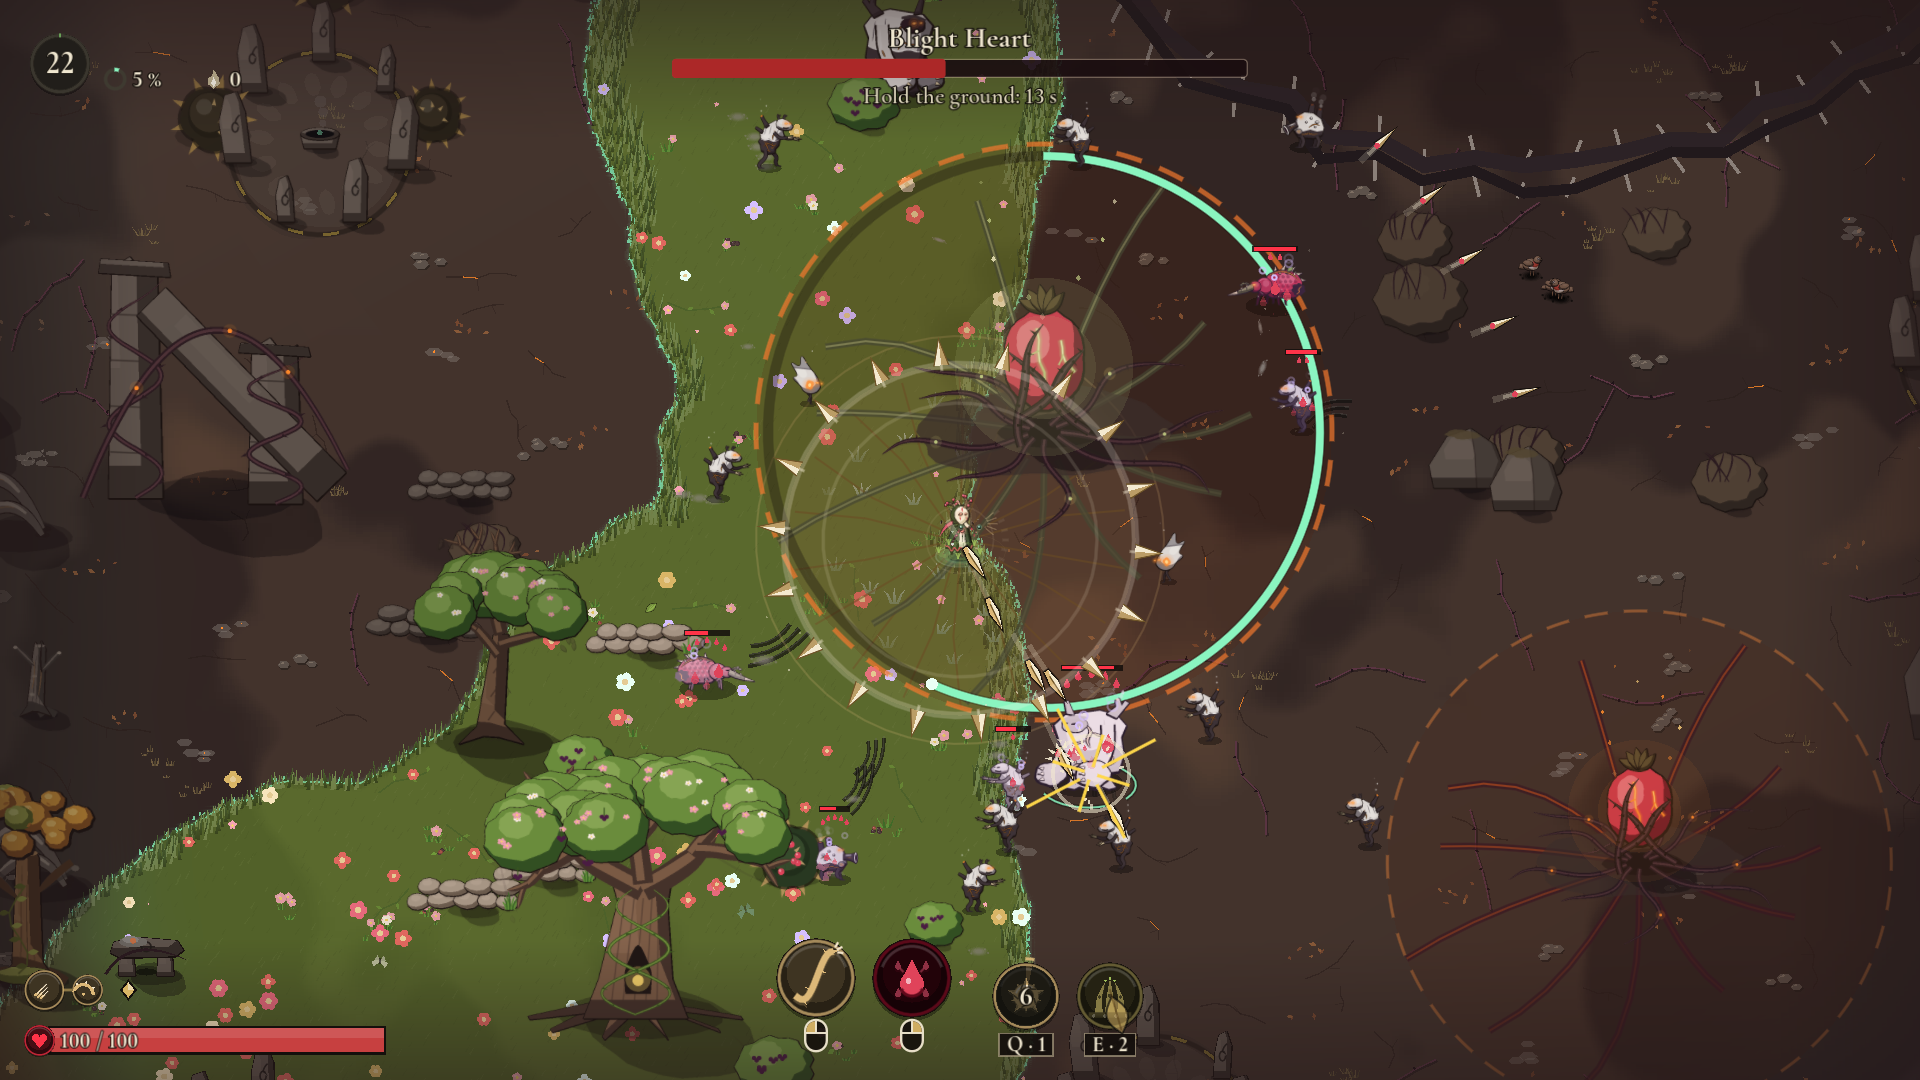 Blight Heart
22
5 %
0
Hold the ground: 13 s
6
Q · 1
E · 2
100 / 100